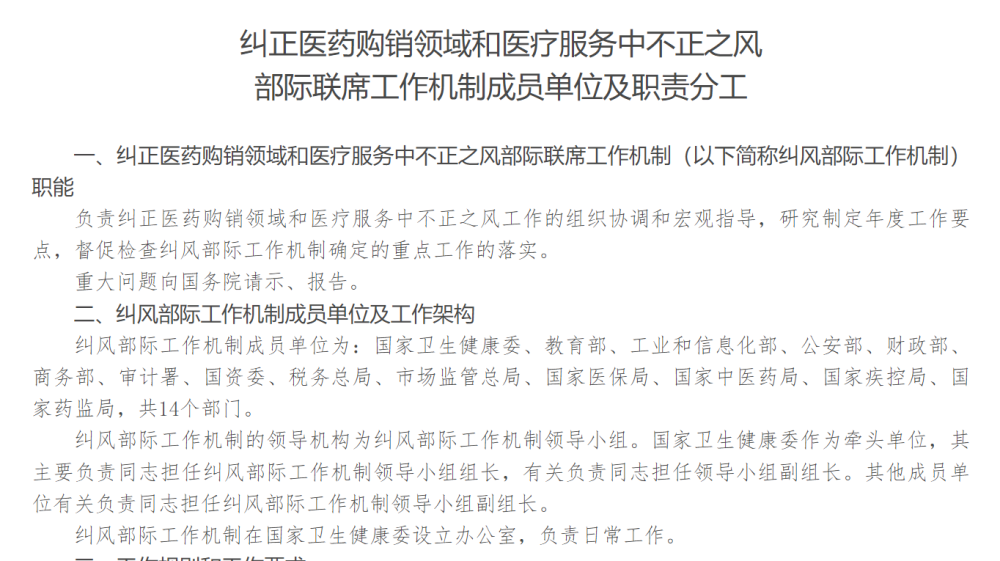 纠正医药购销领域和医疗服务中不正之风
部际联席工作机制成员单位及职责分工
一、纠正医药购销领域和医疗服务中不正之风部际联席工作机制（以下简称纠风部际工作机制）
职能
负责纠正医药购销领域和医疗服务中不正之风工作的组织协调和宏观指导，研究制定年度工作要
点，督促检查纠风部际工作机制确定的重点工作的落实。
重大问题向国务院请示、报告。
二、纠风部际工作机制成员单位及工作架构
纠风部际工作机制成员单位为：国家卫生健康委、教育部、工业和信息化部、公安部、财政部、
商务部、审计署、国资委、税务总局、市场监管总局、国家医保局、国家中医药局、国家疾控局、国
家药监局，共14个部门。
纠风部际工作机制的领导机构为纠风部际工作机制领导小组。国家卫生健康委作为牵头单位，其
主要负责同志担任纠风部际工作机制领导小组组长，有关负责同志担任领导小组副组长。其他成员单
位有关负责同志担任纠风部际工作机制领导小组副组长。
纠风部际工作机制在国家卫生健康委设立办公室，负责日常工作。
三、工作规则和工作要求